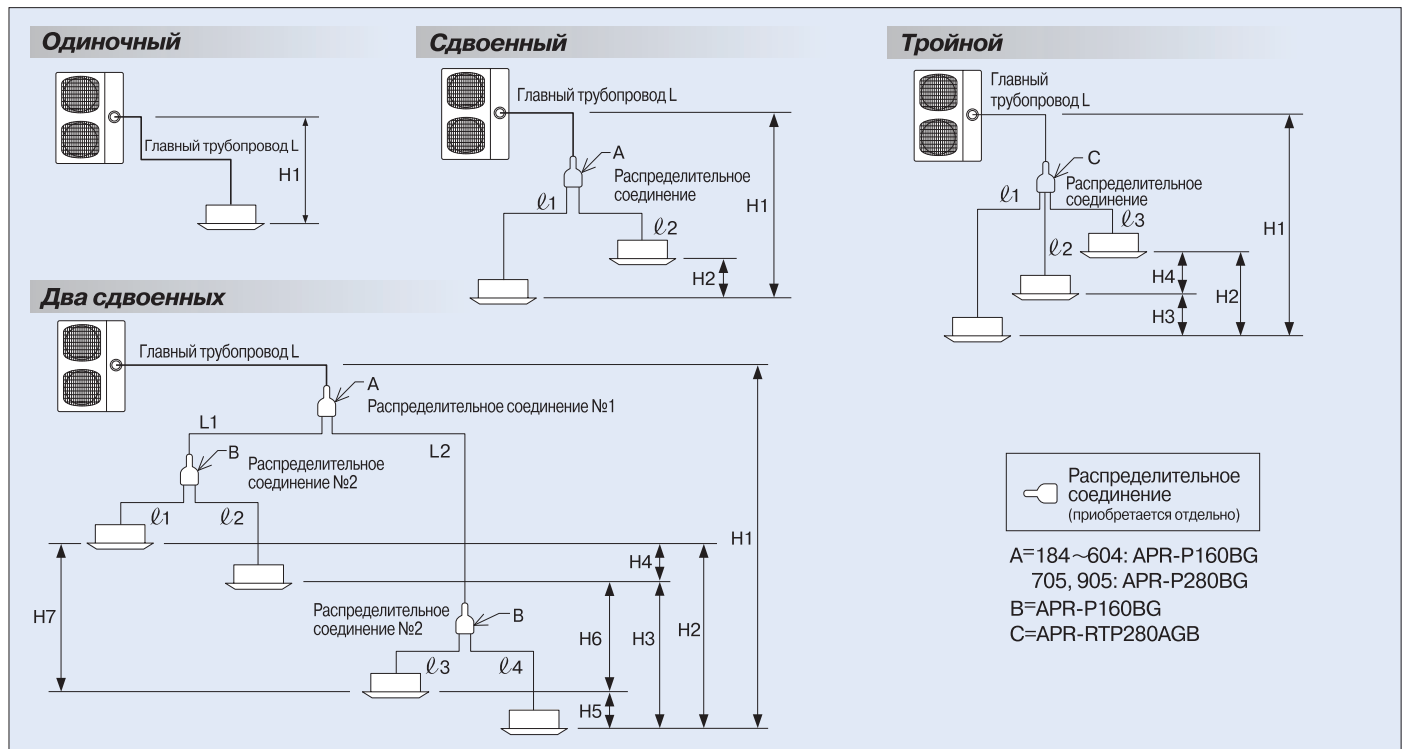 Одиночный
Главный трубопровод L
H1
Сдвоенный
Главный трубопровод L
A
Распределительное
соединение
ℓ1
ℓ2
H1
H2
Тройной
Главный
трубопровод L
C
Распределительное
соединение
ℓ1
ℓ2
ℓ3
H1
H4
H2
H3
Два сдвоенных
Главный трубопровод L
A
Распределительное соединение №1
L1
L2
B
Распределительное
соединение №2
ℓ1
ℓ2
H1
H4
H7
Распределительное
соединение №2
B
H6
H3
H2
ℓ3
ℓ4
H5
Распределительное
соединение
(приобретается отдельно)
A=184~604: APR-P160BG
705, 905: APR-P280BG
B=APR-P160BG
C=APR-RTP280AGB